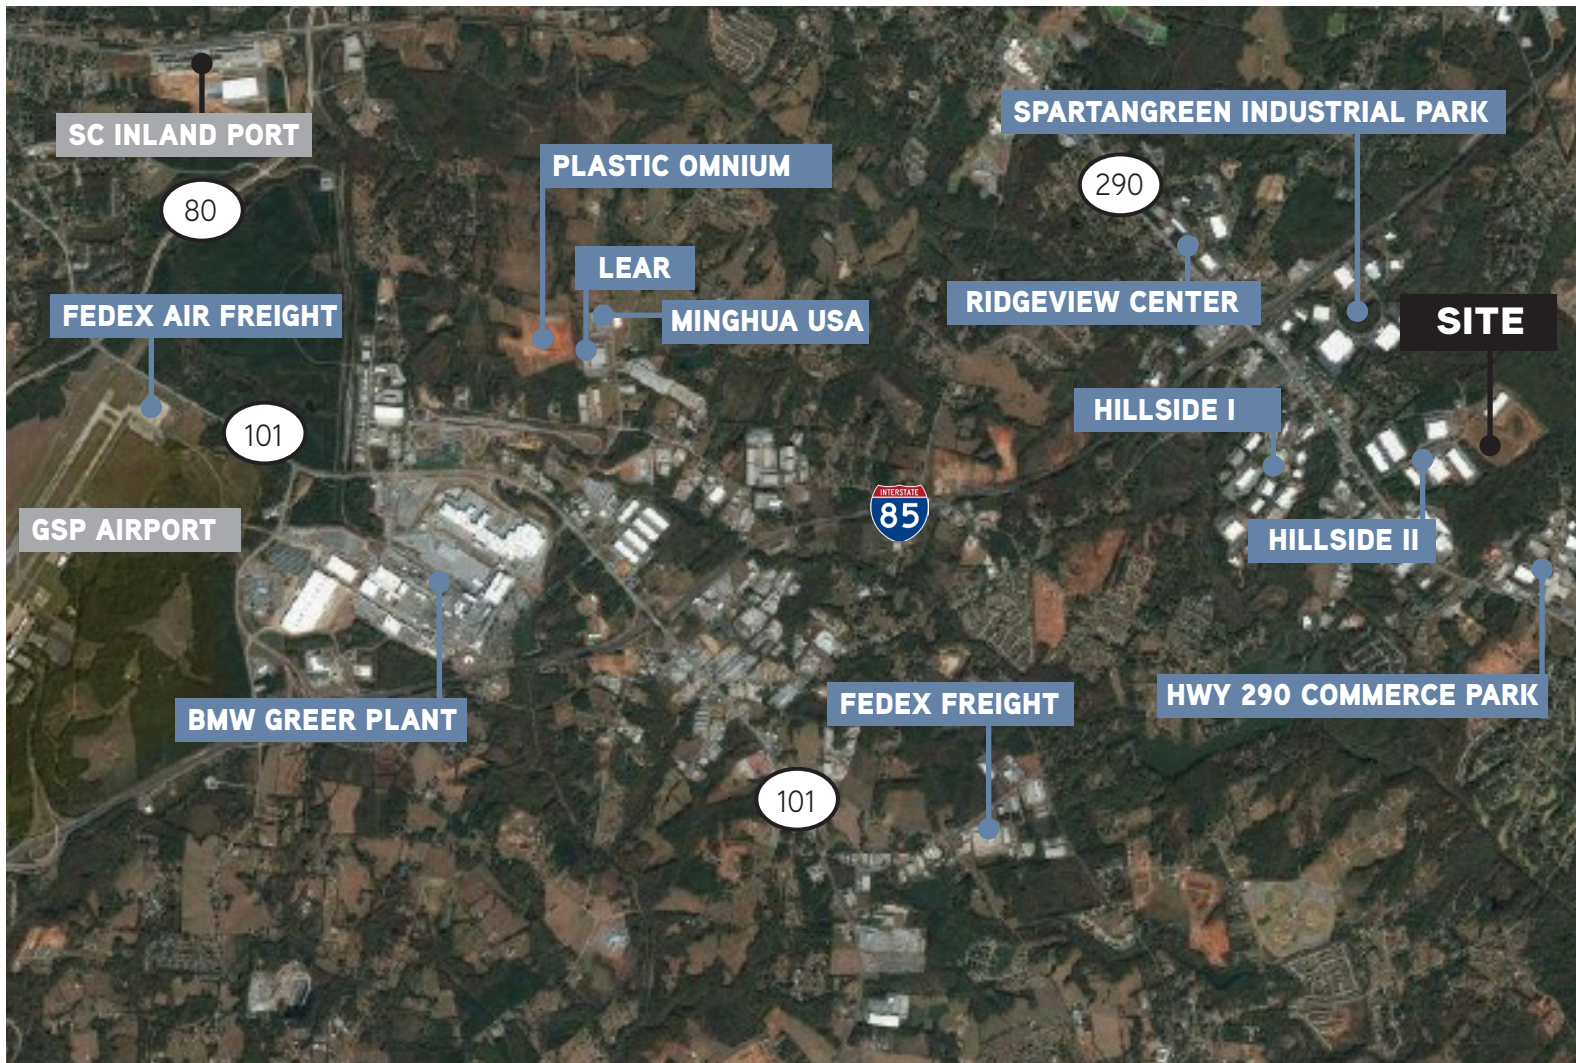 SC INLAND PORT
SPARTANGREEN INDUSTRIAL PARK
PLASTIC OMNIUM
290
80
LEAR
RIDGEVIEW CENTER
FEDEX AIR FREIGHT
MINGHUA USA
SITE
HILLSIDE I
101
INTERSTATE
85
GSP AIRPORT
HILLSIDE II
HWY 290 COMMERCE PARK
FEDEX FREIGHT
BMW GREER PLANT
101